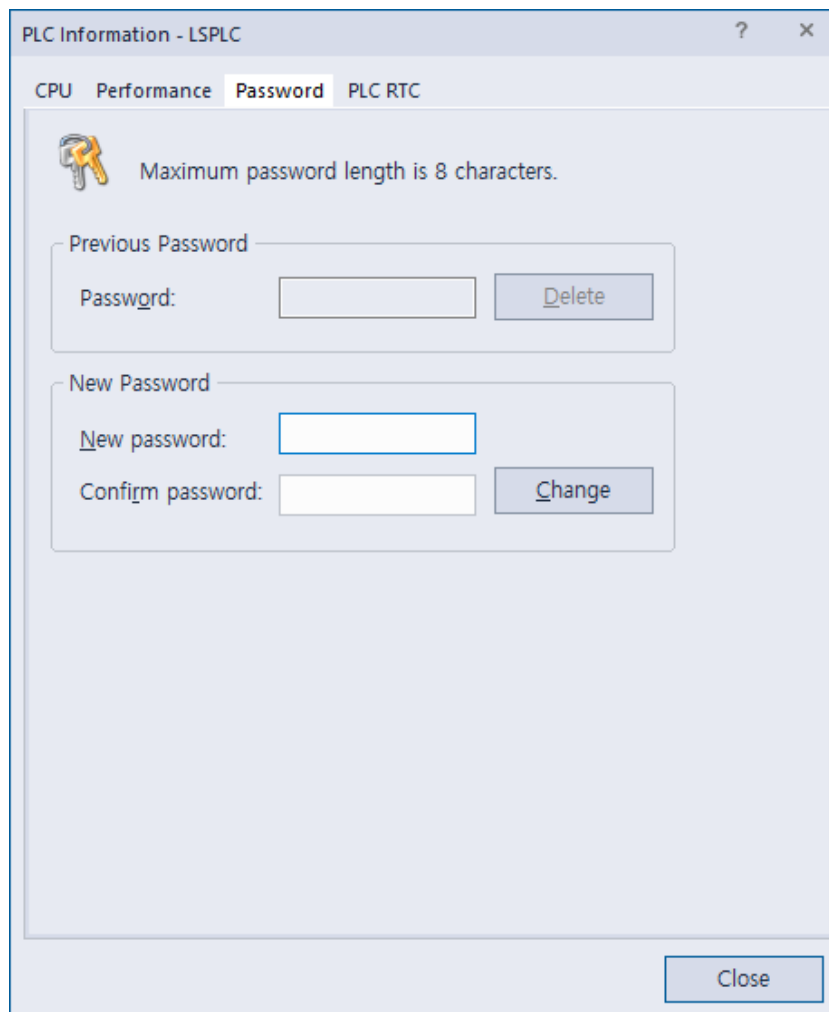 PLC Information - LSPLC ? ×
CPU Performance Password PLC RTC
Maximum password length is 8 characters.
Previous Password
Password: Delete
New Password
New password:
Confirm password: Change
Close